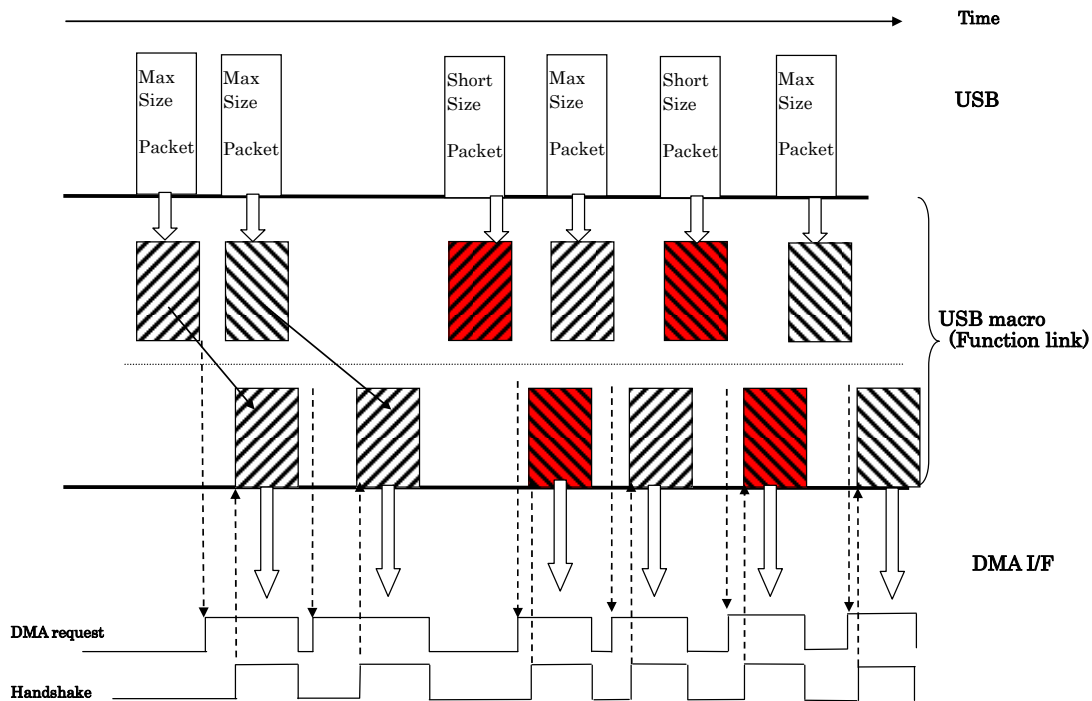 Time
Max
Size
Packet
Max
Size
Packet
Short
Size
Packet
Max
Size
Packet
Short
Size
Packet
Max
Size
Packet
USB
USB macro
(Function link)
DMA I/F
DMA request
Handshake